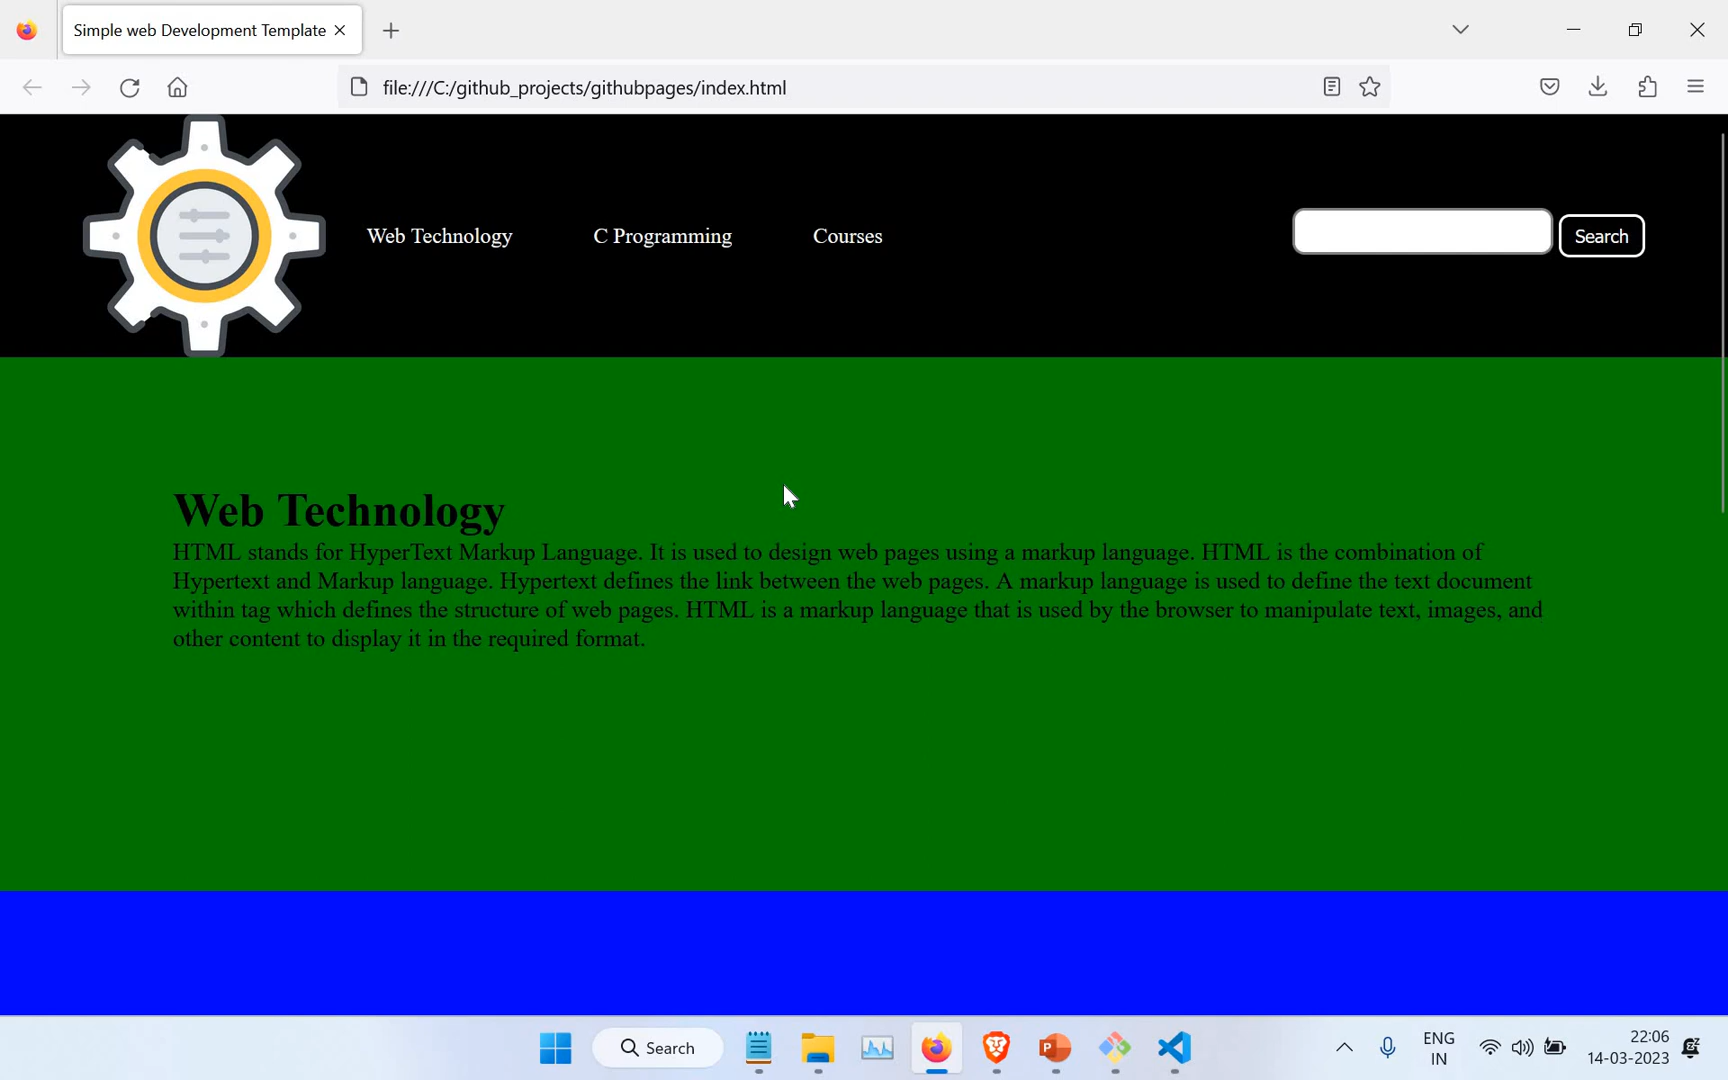 Simple web Development Template
file:///C:/github_projects/githubpages/index.html
Web Technology
C Programming
Courses
Search
Web Technology
HTML stands for HyperText Markup Language. It is used to design web pages using a markup language. HTML is the combination of
Hypertext and Markup language. Hypertext defines the link between the web pages. A markup language is used to define the text document
within tag which defines the structure of web pages. HTML is a markup language that is used by the browser to manipulate text, images, and
other content to display it in the required format.
Search
ENG
IN
22:06
14-03-2023